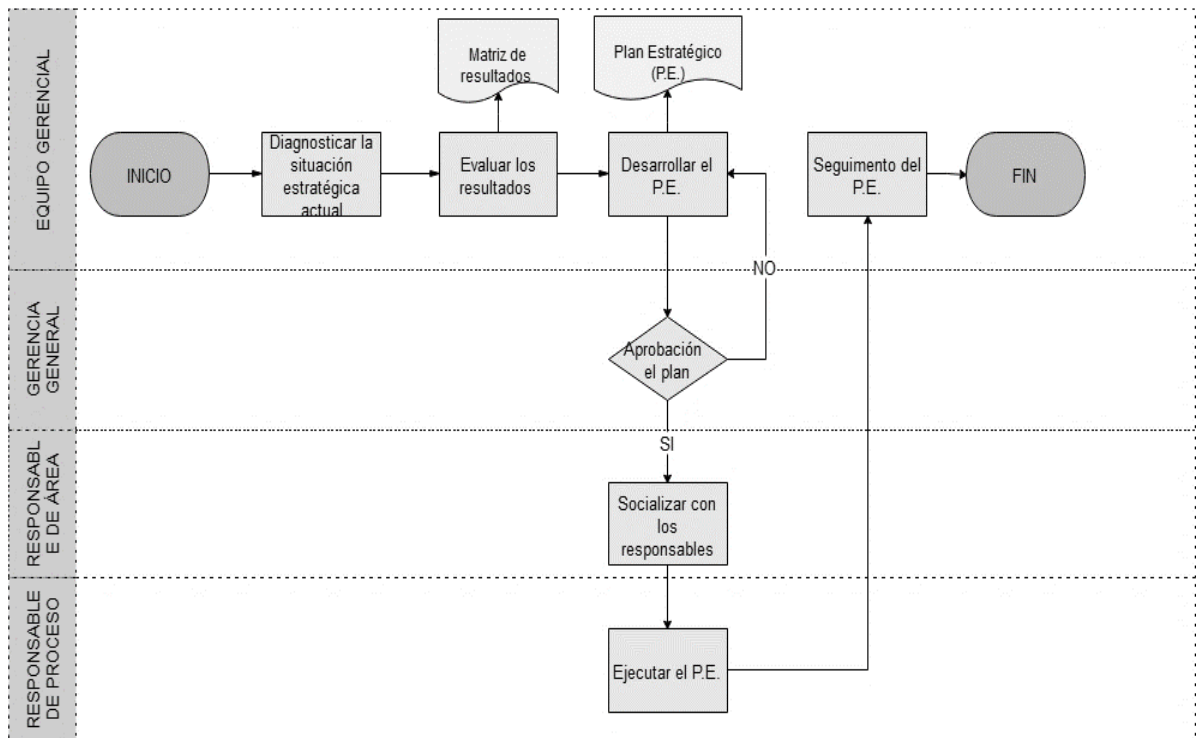 EQUIPO GERENCIAL
Matriz de
resultados
Plan Estratégico
(P.E.)
INICIO
Diagnosticar la
situación
estratégica
actual
Evaluar los
resultados
Desarrollar el
P.E.
Seguimento del
P.E.
FIN
NO
GERENCIA
GENERAL
Aprobación
el plan
SI
RESPONSABL
E DE ÁREA
Socializar con
los
responsables
RESPONSABLE
DE PROCESO
Ejecutar el P.E.